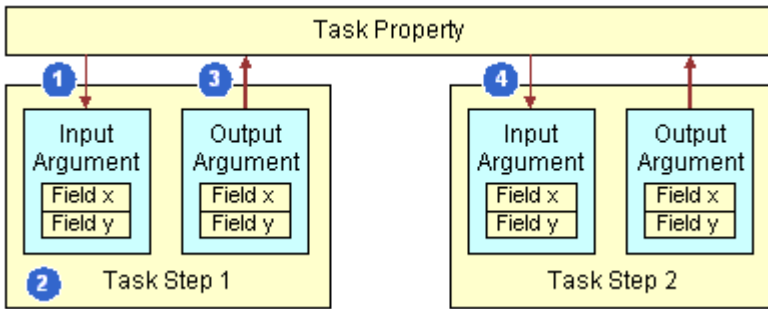 Task Property
1
3
4
Input
Argument
Field x
Field y
Output
Argument
Field x
Field y
2
Task Step 1
Input
Argument
Field x
Field y
Output
Argument
Field x
Field y
Task Step 2